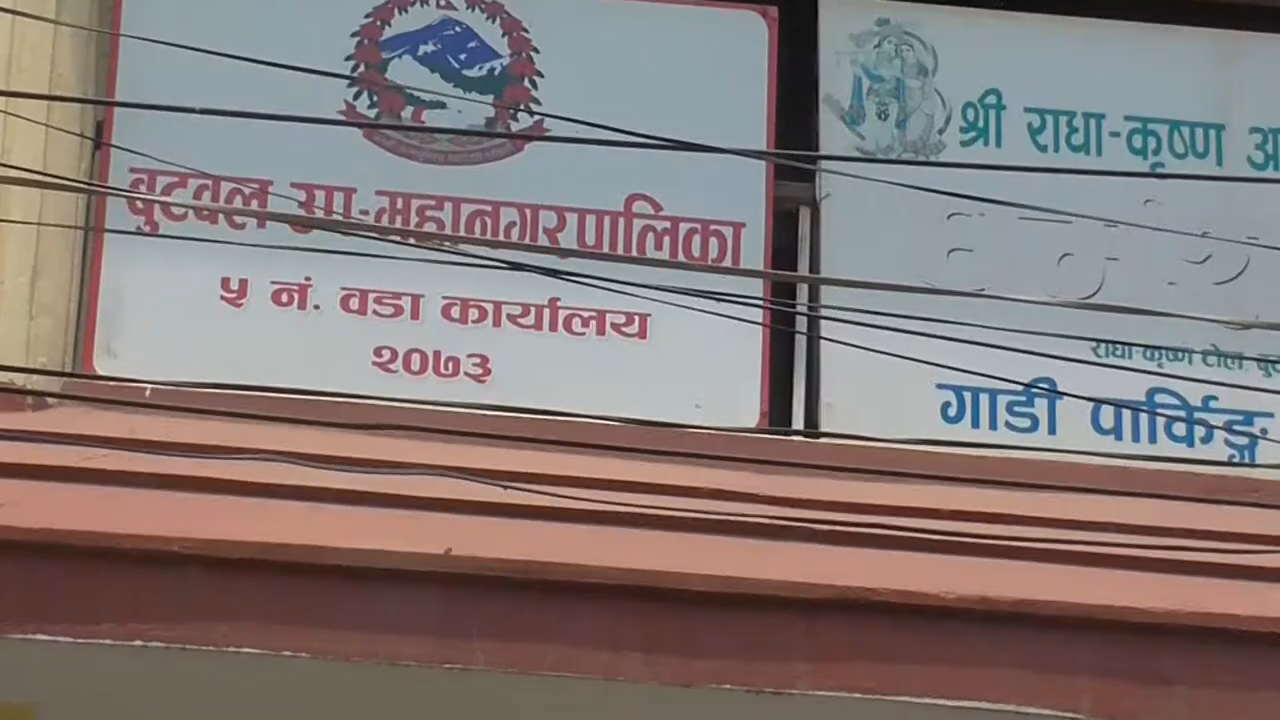 बुटवल उप-महानगरपालिका
५ नं. वडा कार्यालय
२०७३
श्री राधा-कृष्ण
राधा-कृष्ण टोल,
गाडी पार्किङ्ग